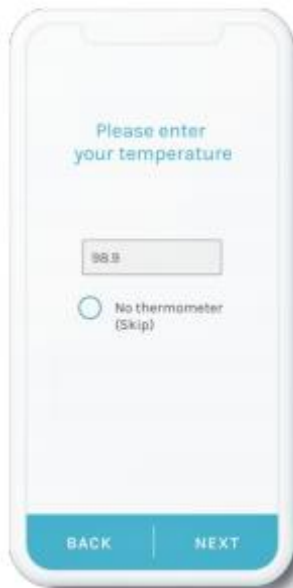 Please enter
your temperature
98.9
No thermometer
(Skip)
BACK
NEXT